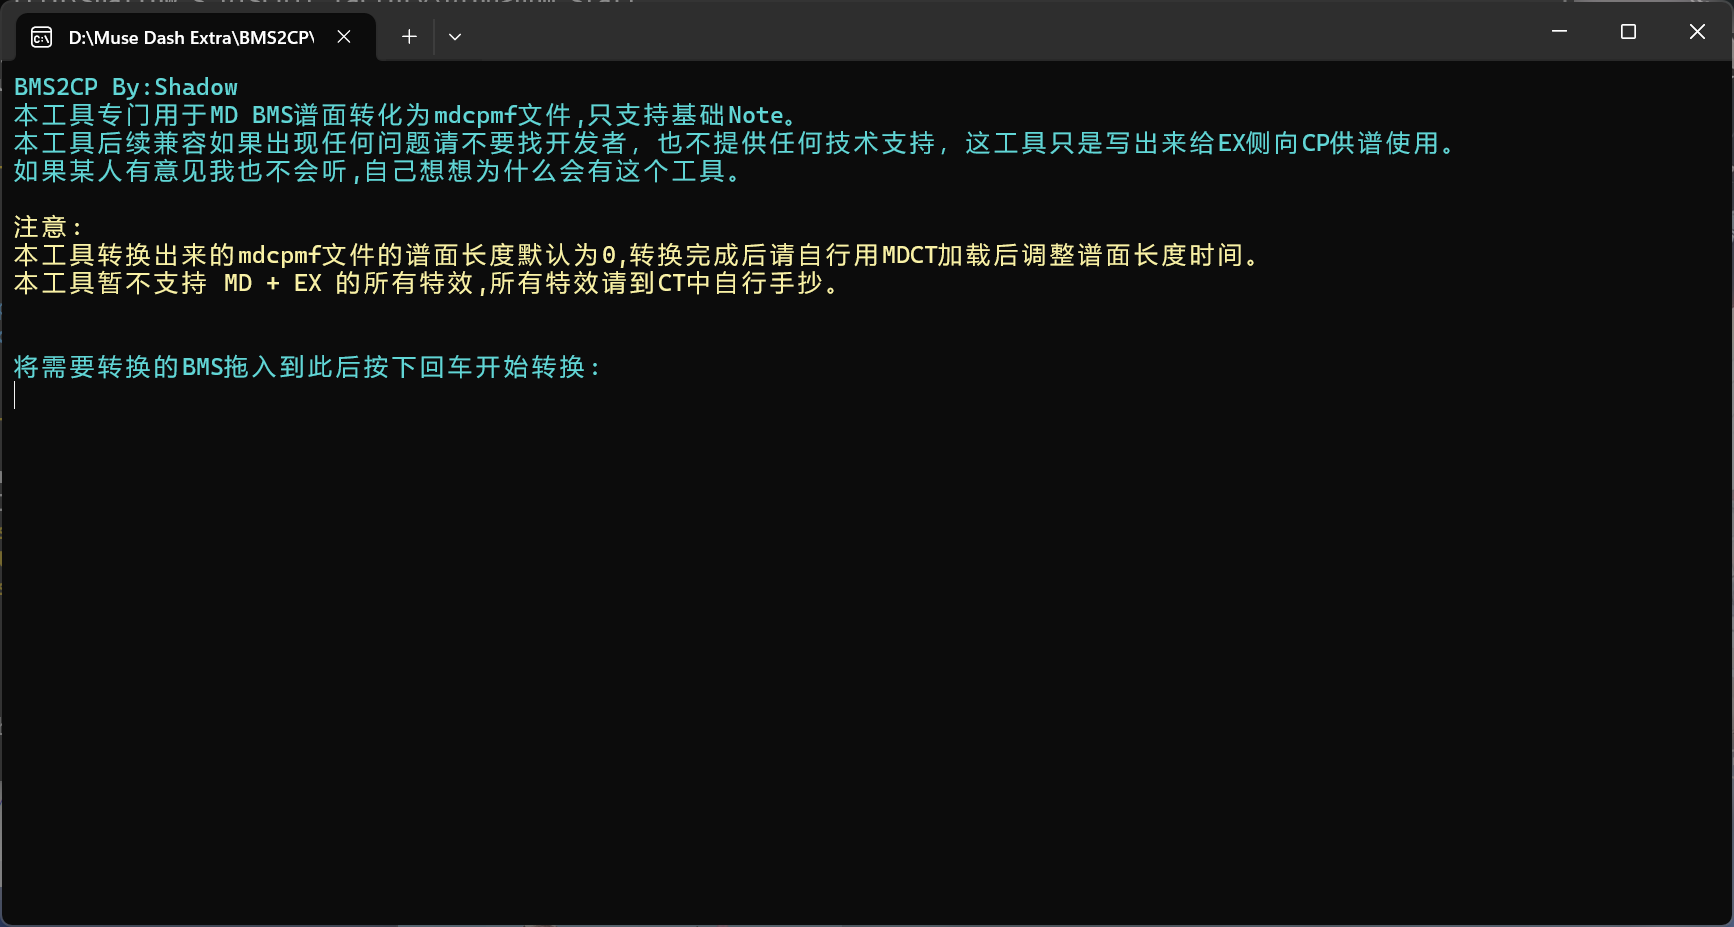 D:\Muse Dash Extra\BMS2CP\
BMS2CP By:Shadow
本工具专门用于MD BMS谱面转化为mdcpmf文件,只支持基础Note。
本工具后续兼容如果出现任何问题请不要找开发者，也不提供任何技术支持，这工具只是写出来给EX侧向CP供谱使用。
如果某人有意见我也不会听,自己想想为什么会有这个工具。
注意:
本工具转换出来的mdcpmf文件的谱面长度默认为0,转换完成后请自行用MDCT加载后调整谱面长度时间。
本工具暂不支持 MD + EX 的所有特效,所有特效请到CT中自行手抄。
将需要转换的BMS拖入到此后按下回车开始转换: